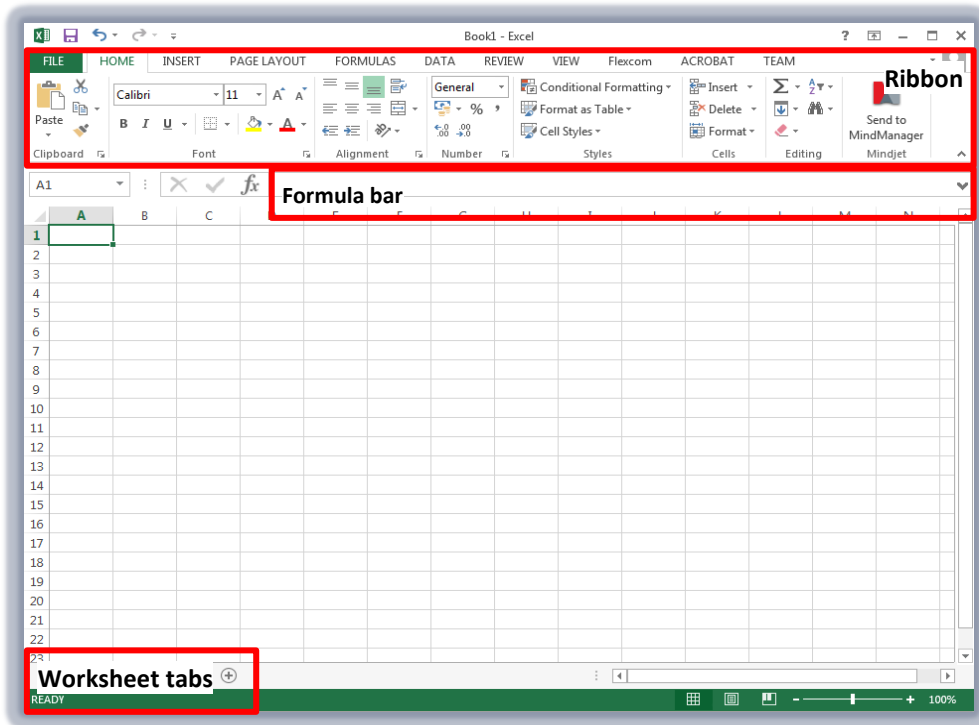 Book1 - Excel ?
FILE HOME INSERT PAGE LAYOUT FORMULAS DATA REVIEW VIEW Flexcom ACROBAT TEAM
Ribbon
Calibri 11 A A General Conditional Formatting Insert Σ A Z
Paste B I U A $ % , Format as Table Delete Send to
.00 .0 Cell Styles Format MindManager
Clipboard Font Alignment Number Styles Cells Editing Mindjet
A1 fx
Formula bar
A B C
1
2
3
4
5
6
7
8
9
10
11
12
13
14
15
16
17
18
19
20
21
22
23
Worksheet tabs
READY 100%